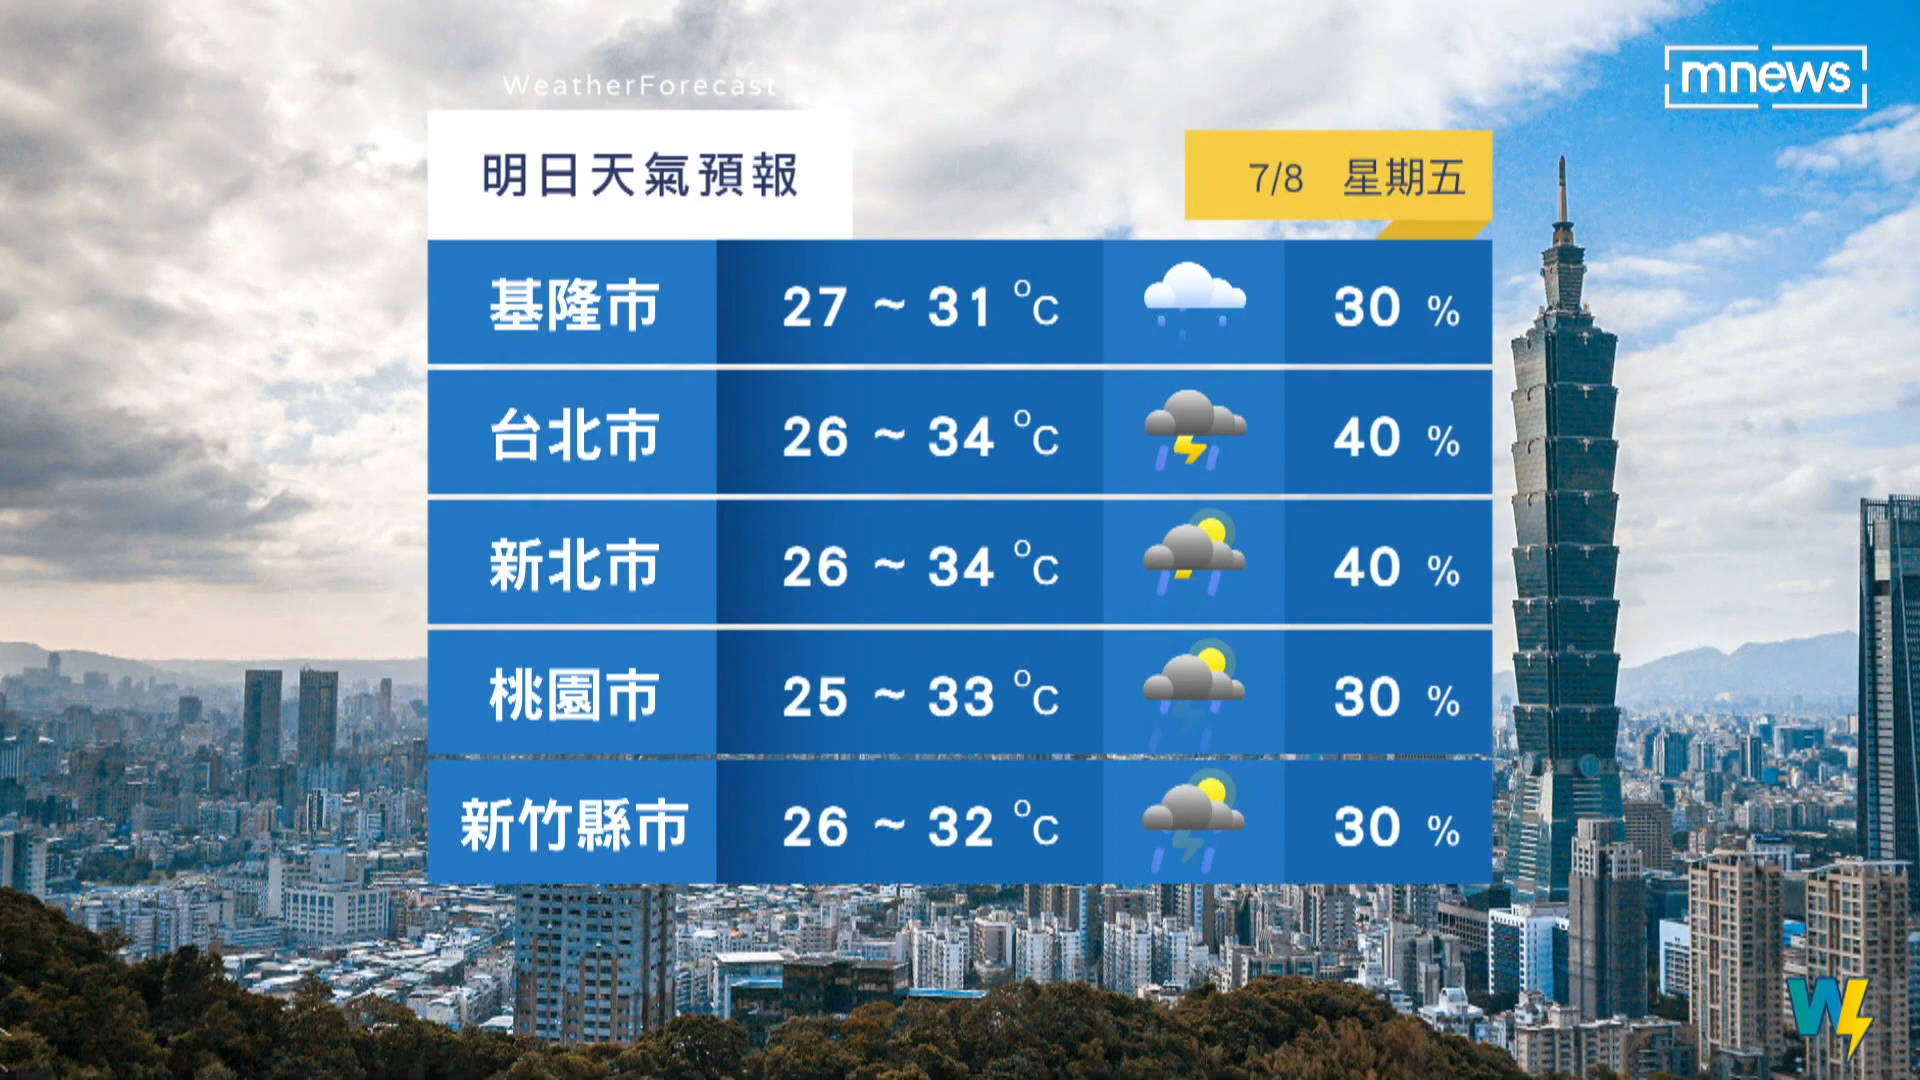 WeatherForecast
mnews
明日天氣預報
7/8 星期五
基隆市 27 ~ 31 °C 30 %
台北市 26 ~ 34 °C 40 %
新北市 26 ~ 34 °C 40 %
桃園市 25 ~ 33 °C 30 %
新竹縣市 26 ~ 32 °C 30 %
W